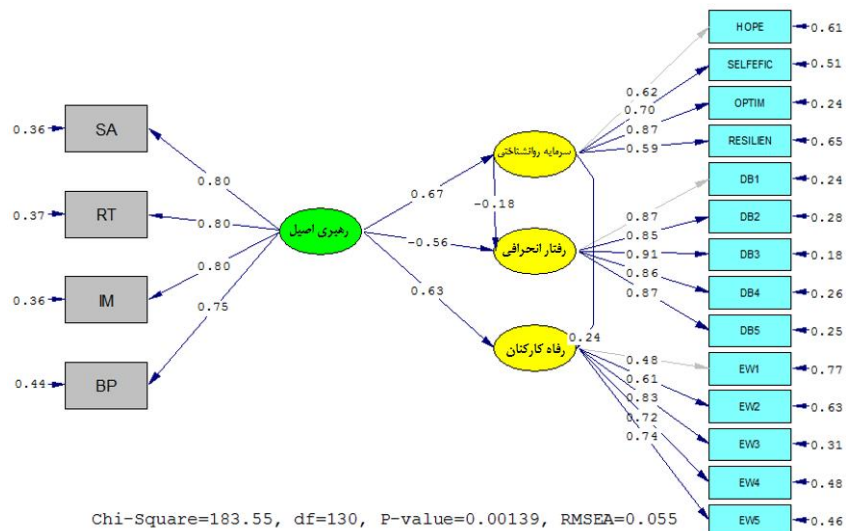 HOPE
0.61
SELFEFIC
0.51
OPTIM
0.24
RESILIEN
0.65
DB1
0.24
DB2
0.28
DB3
0.18
DB4
0.26
DB5
0.25
EW1
0.77
EW2
0.63
EW3
0.31
EW4
0.48
EW5
0.46
0.36
SA
0.37
RT
0.36
IM
0.44
BP
0.80
0.80
0.80
0.75
رهبری اصیل
0.67
-0.56
0.63
-0.18
0.24
سرمایه روانشناختی
رفتار انحرافی
رفاه کارکنان
0.62
0.70
0.87
0.59
0.87
0.85
0.91
0.86
0.87
0.48
0.61
0.83
0.72
0.74
Chi-Square=183.55, df=130, P-value=0.00139, RMSEA=0.055